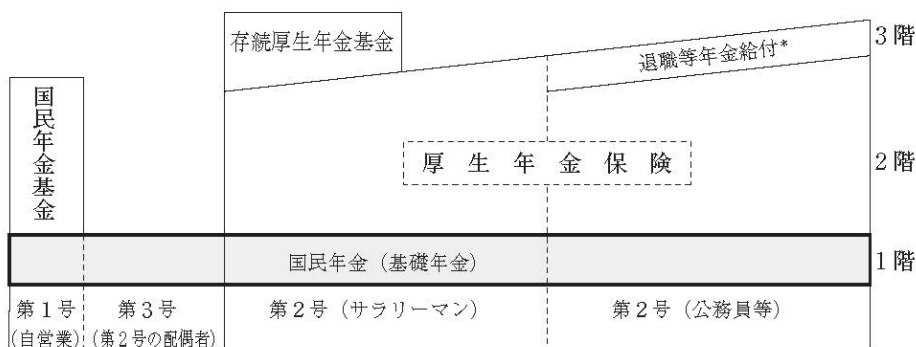 存続厚生年金基金
退職等年金給付*
3階
国民年金基金
厚生年金保険
2階
国民年金（基礎年金）
1階
第1号
（自営業）
第3号
（第2号の配偶者）
第2号（サラリーマン）
第2号（公務員等）